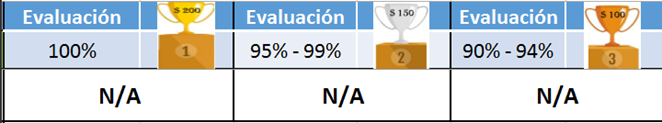 Evaluación $ 200 Evaluación $ 150 Evaluación $ 100
100% 1 95% - 99% 2 90% - 94% 3
N/A N/A N/A